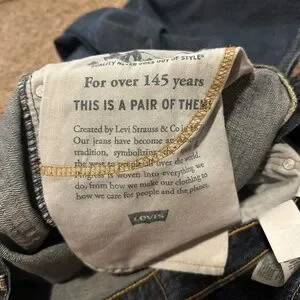 QUALITY NEVER GOES OUT OF STYLE
For over 145 years
THIS IS A PAIR OF THEM
Created by Levi Strauss & Co in
Our jeans have become an
tradition, symbolizing
the west to people all over the world.
Progress is woven into everything we
do, from how we make our clothing to
how we care for people and the planet.
LEVI'S